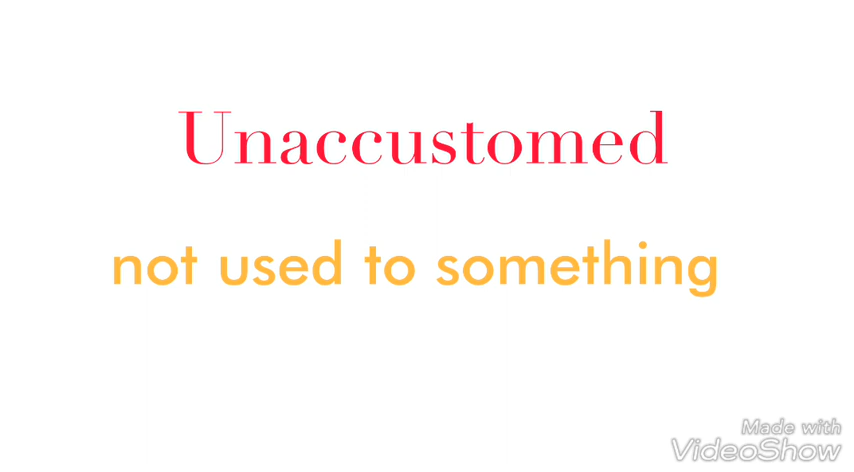 Unaccustomed
not used to something
Made with
VideoShow